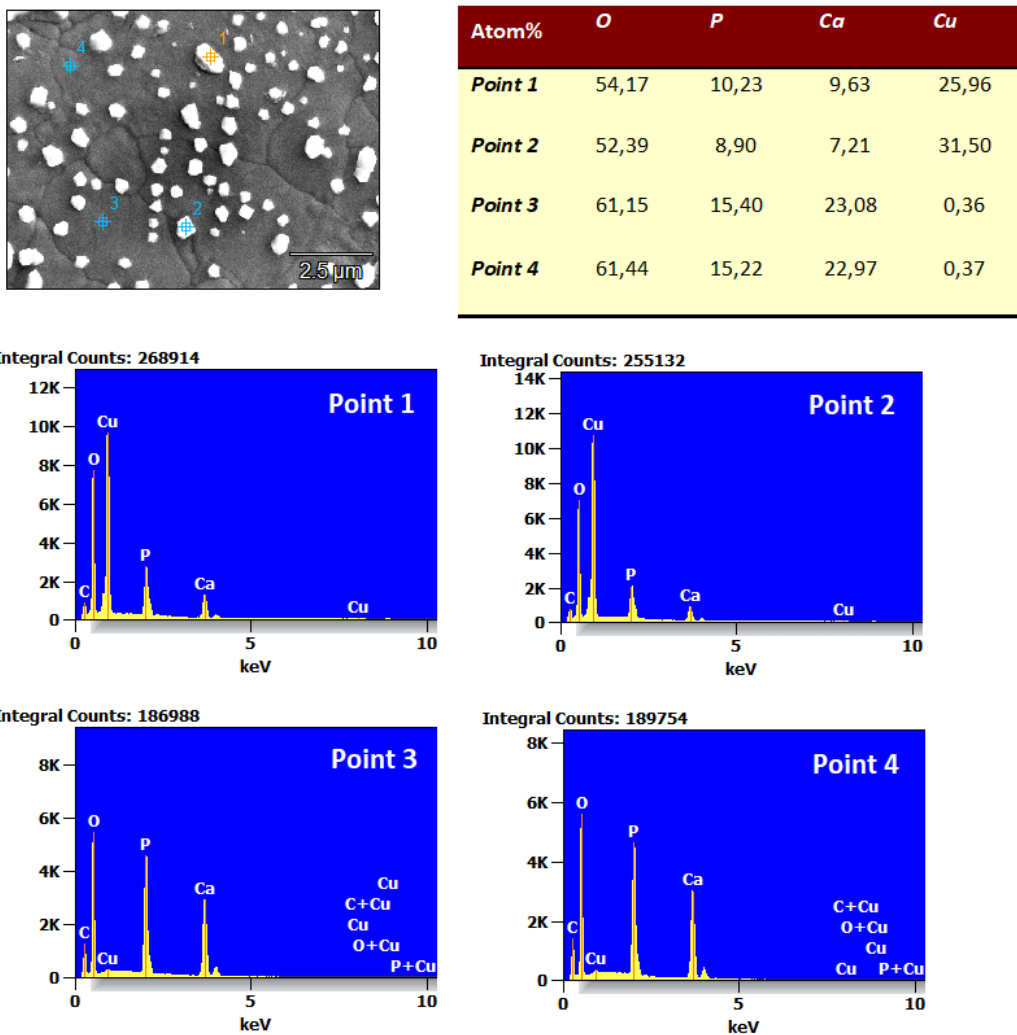 1
4
3
2
2.5 µm
Atom% O P Ca Cu
Point 1 54,17 10,23 9,63 25,96
Point 2 52,39 8,90 7,21 31,50
Point 3 61,15 15,40 23,08 0,36
Point 4 61,44 15,22 22,97 0,37
Integral Counts: 268914
Point 1
12K
10K
8K
6K
4K
2K
0
Cu
O
P
C
Ca
Cu
0 5 10
keV
Integral Counts: 255132
Point 2
14K
12K
10K
8K
6K
4K
2K
0
Cu
O
P
C
Ca
Cu
0 5 10
keV
Integral Counts: 186988
Point 3
8K
6K
4K
2K
0
O
P
Ca
Cu
C+Cu
Cu
C
O+Cu
Cu
P+Cu
0 5 10
keV
Integral Counts: 189754
Point 4
8K
6K
4K
2K
0
O
P
Ca
C+Cu
C
O+Cu
Cu
Cu
Cu P+Cu
0 5 10
keV